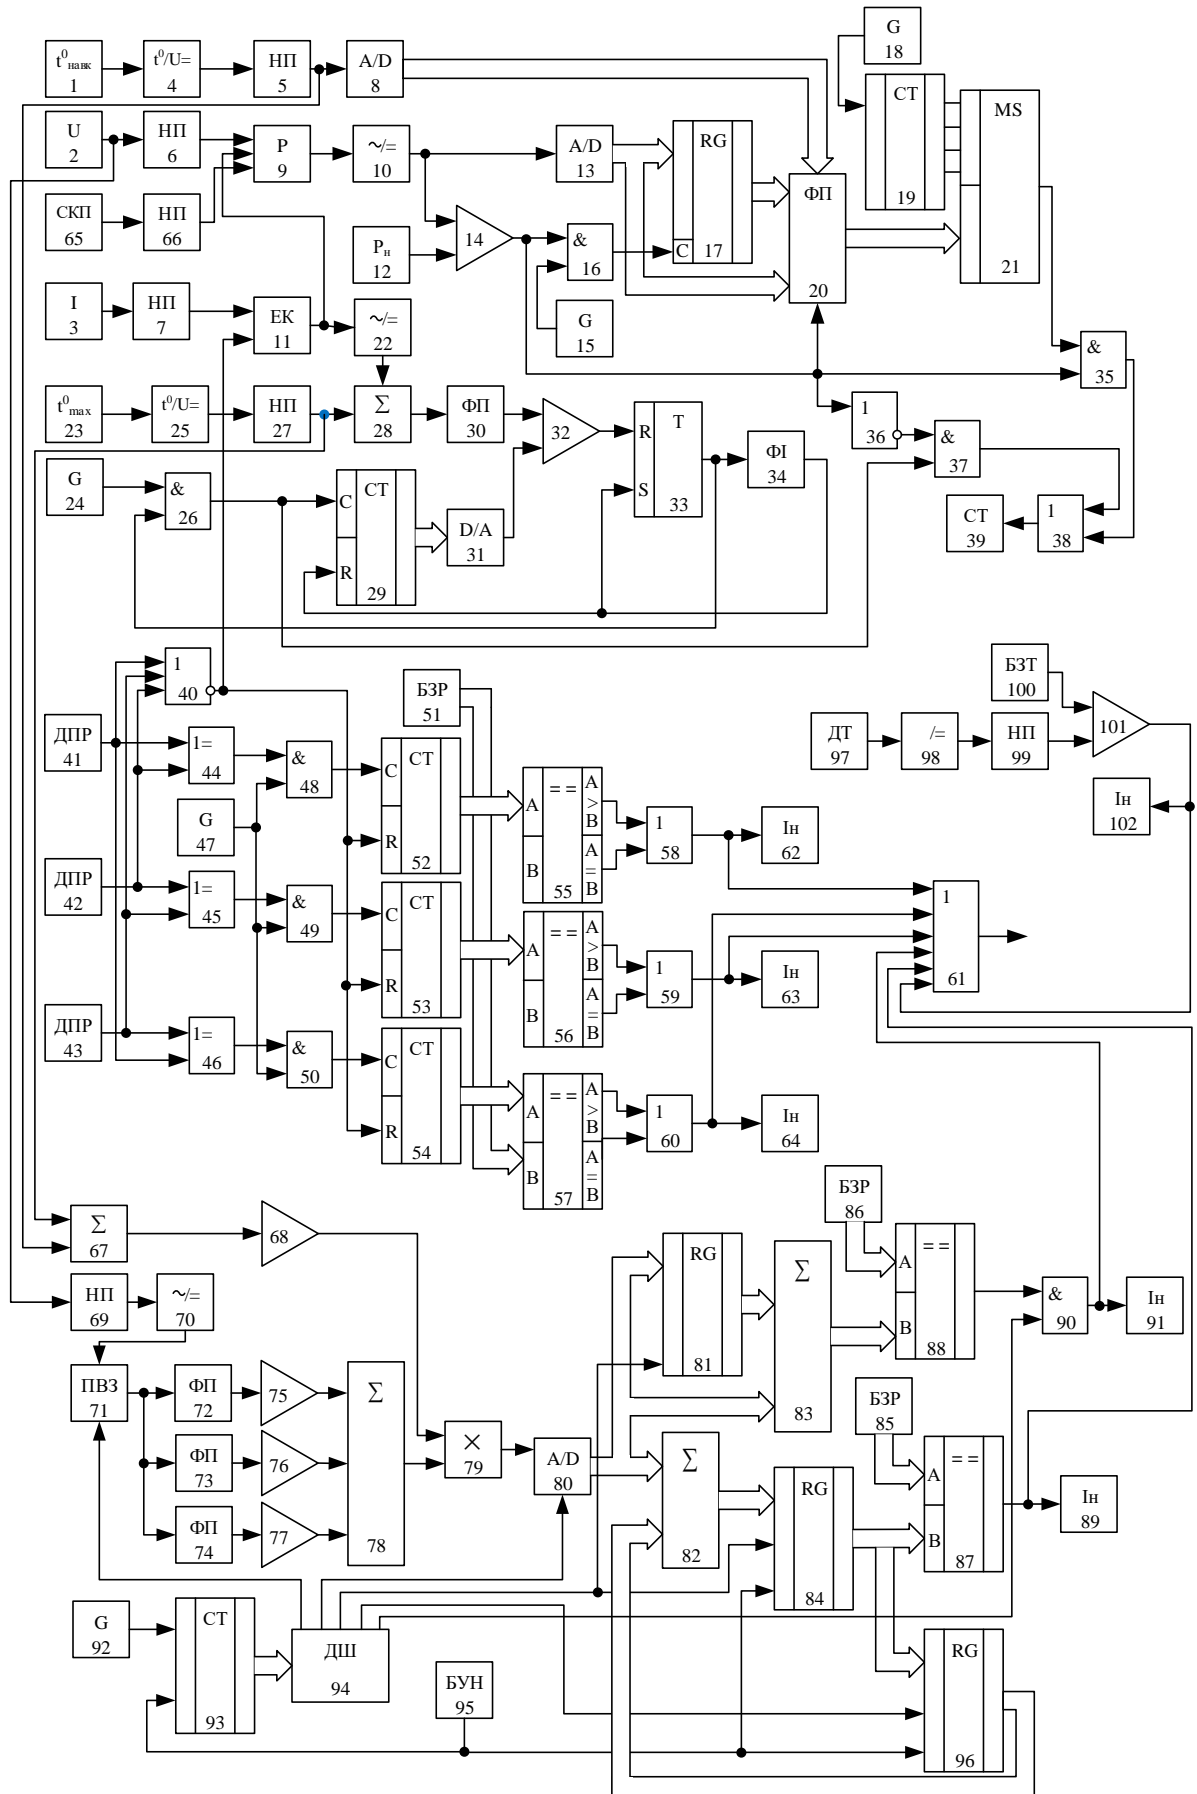 t⁰навк
1
t⁰/U=
4
НП
5
A/D
8
G
18
U
2
НП
6
P
9
~/=
10
A/D
13
RG
C
17
ФП
20
CT
19
MS
21
СКП
65
НП
66
Pн
12
14
&
16
G
15
I
3
НП
7
ЕК
11
~/=
22
&
35
t⁰max
23
t⁰/U=
25
НП
27
Σ
28
ФП
30
32
R
S
T
33
ФІ
34
1
36
&
37
G
24
&
26
C
R
CT
29
D/A
31
CT
39
1
38
1
40
БЗР
51
БЗТ
100
ДПР
41
1=
44
&
48
C
R
CT
52
ДТ
97
/=
98
НП
99
101
Ін
102
G
47
A
B
==
A
>
B
A
=
B
55
1
58
Ін
62
ДПР
42
1=
45
&
49
C
R
CT
53
A
B
==
A
>
B
A
=
B
56
1
59
Ін
63
1
61
ДПР
43
1=
46
&
50
C
R
CT
54
A
B
==
A
>
B
A
=
B
57
1
60
Ін
64
Σ
67
68
БЗР
86
НП
69
~/=
70
RG
81
Σ
83
A
B
==
88
&
90
Ін
91
ПВЗ
71
ФП
72
75
Σ
78
ФП
73
76
ФП
74
77
×
79
A/D
80
Σ
82
RG
84
БЗР
85
A
B
==
87
Ін
89
G
92
CT
93
ДШ
94
БУН
95
RG
96